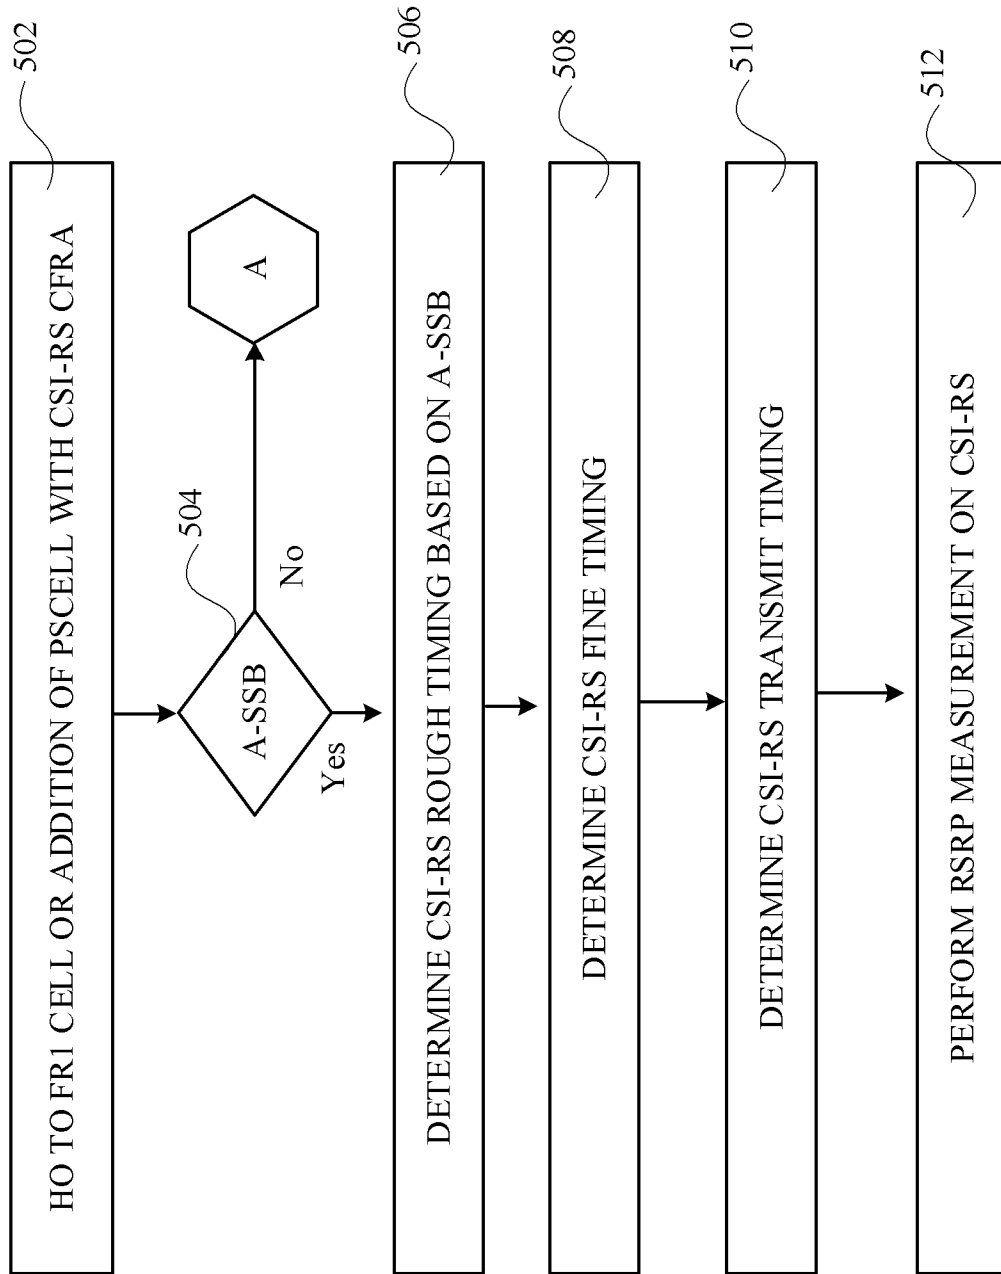 502
HO TO FR1 CELL OR ADDITION OF PSCELL WITH CSI-RS CFRA
504
A-SSB
No
A
Yes
506
DETERMINE CSI-RS ROUGH TIMING BASED ON A-SSB
508
DETERMINE CSI-RS FINE TIMING
510
DETERMINE CSI-RS TRANSMIT TIMING
512
PERFORM RSRP MEASUREMENT ON CSI-RS